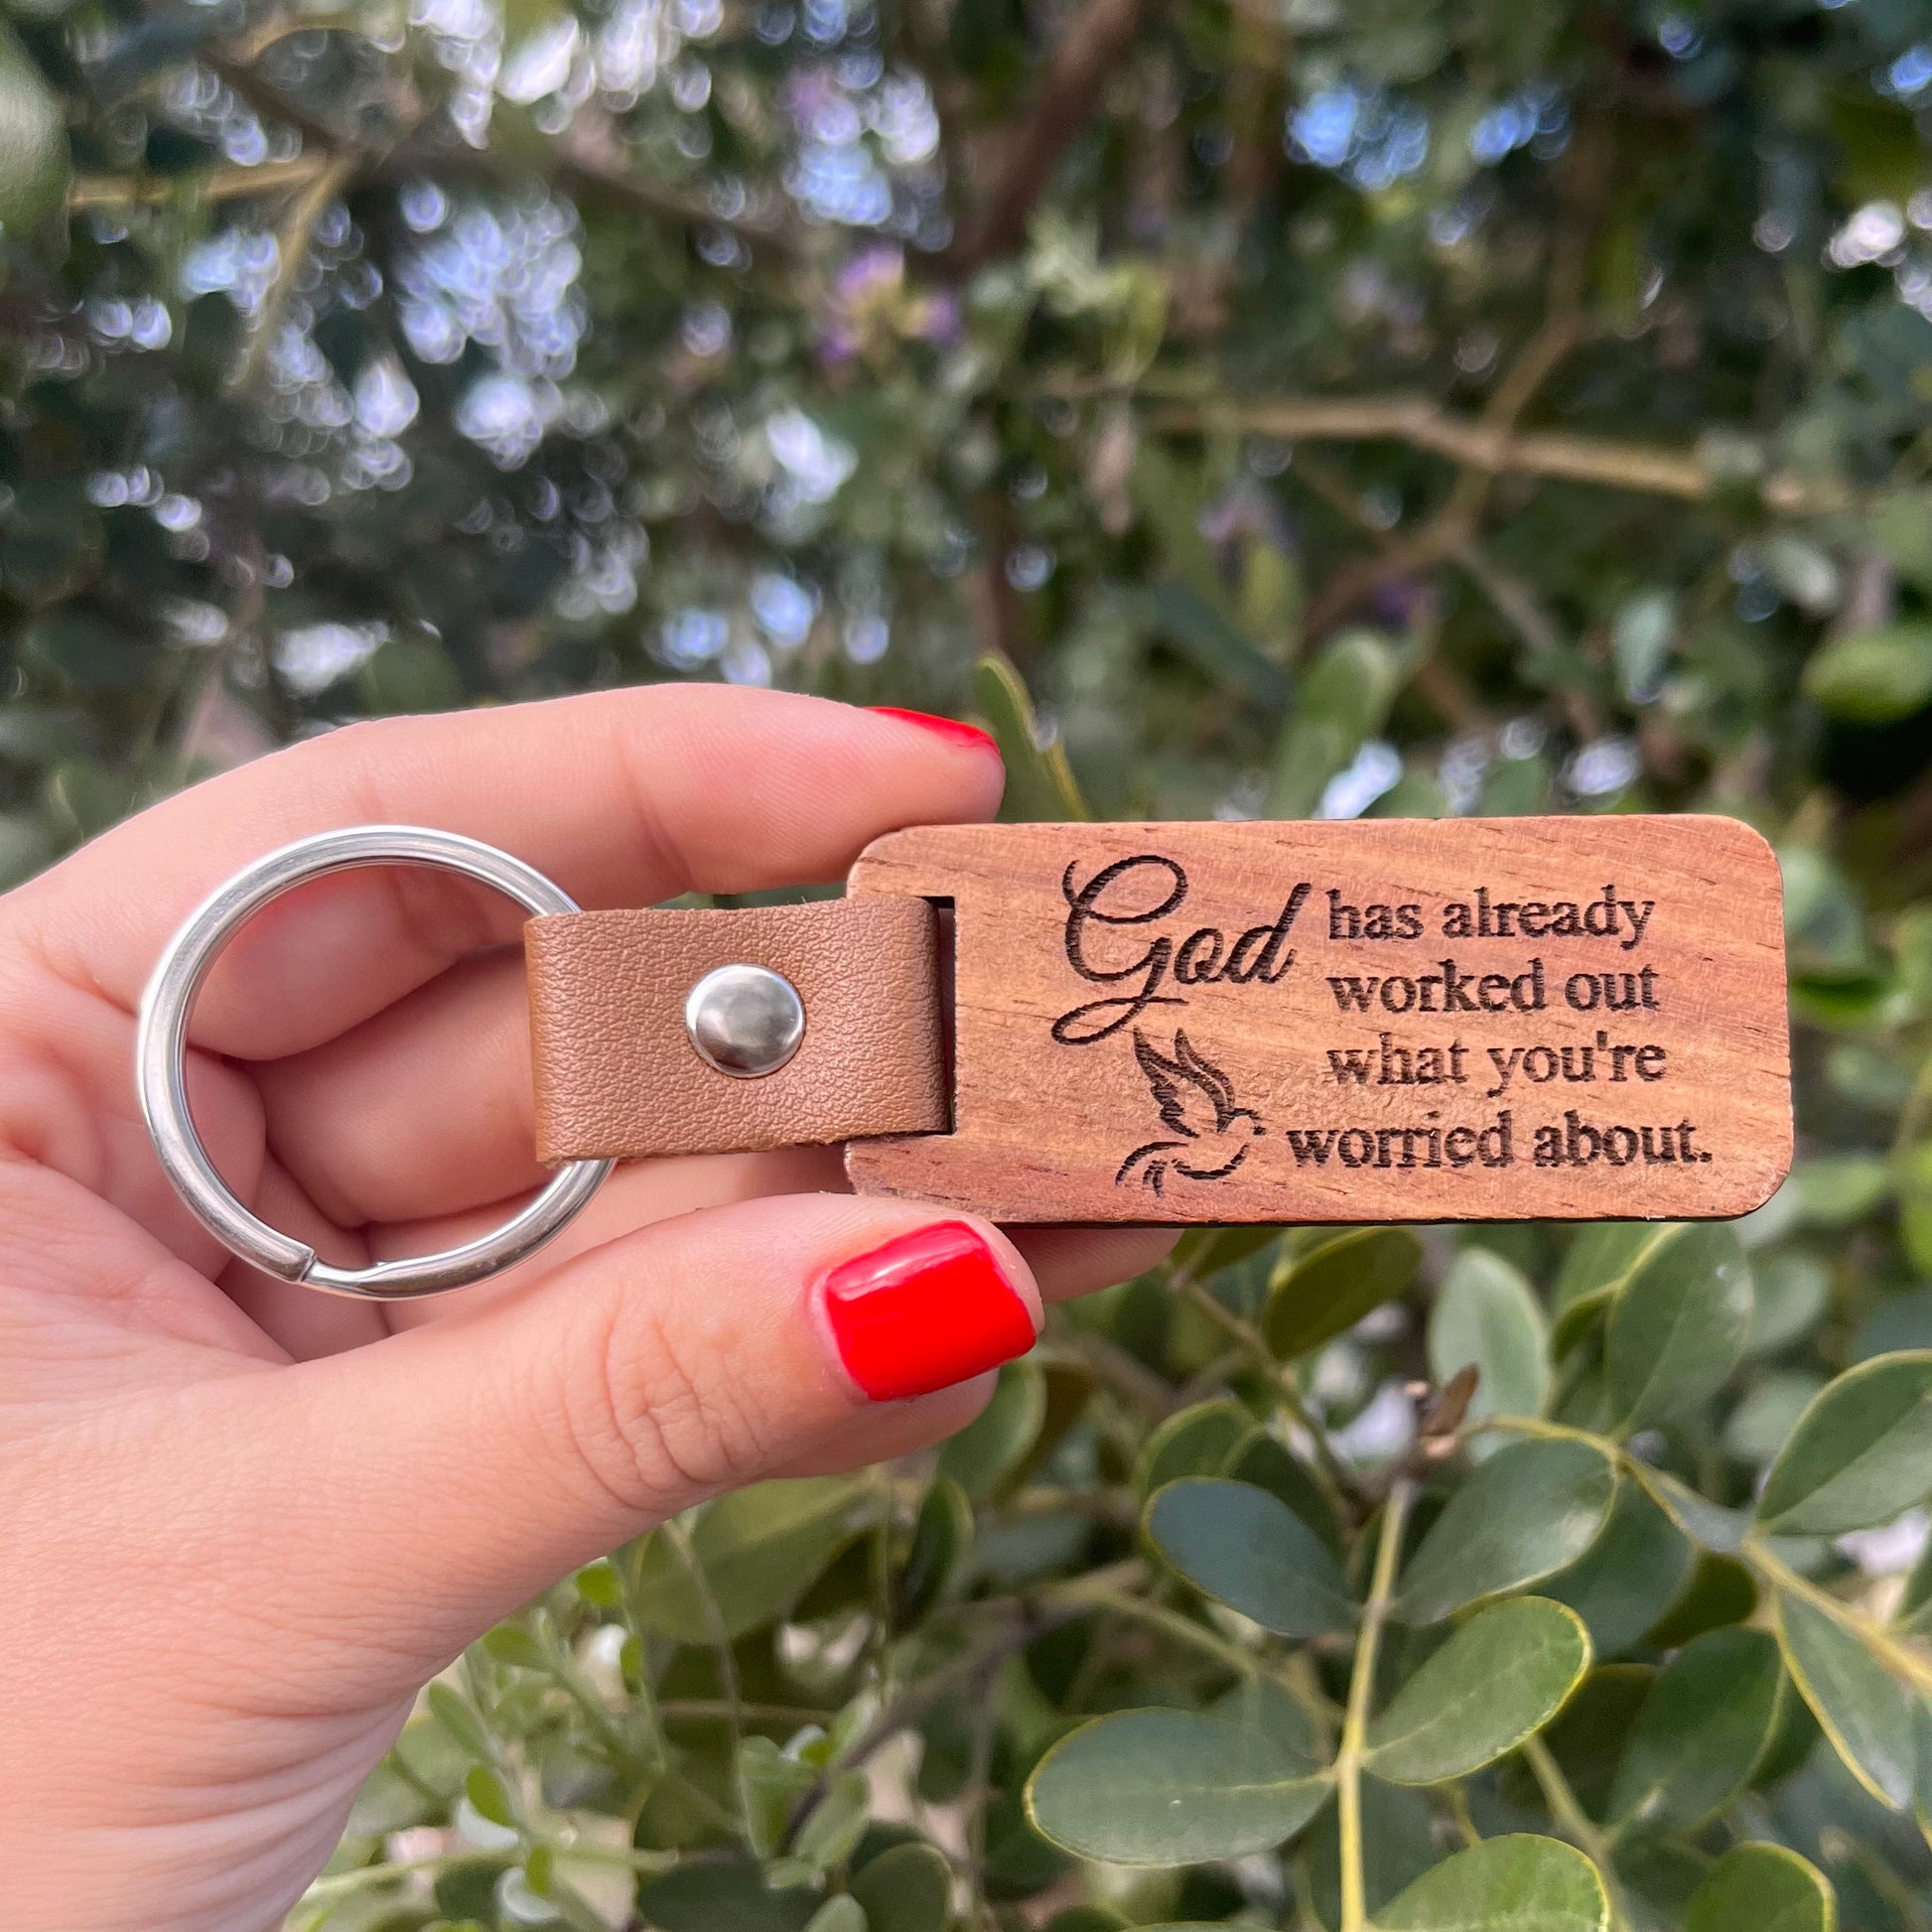 God has already
worked out
what you're
worried about.